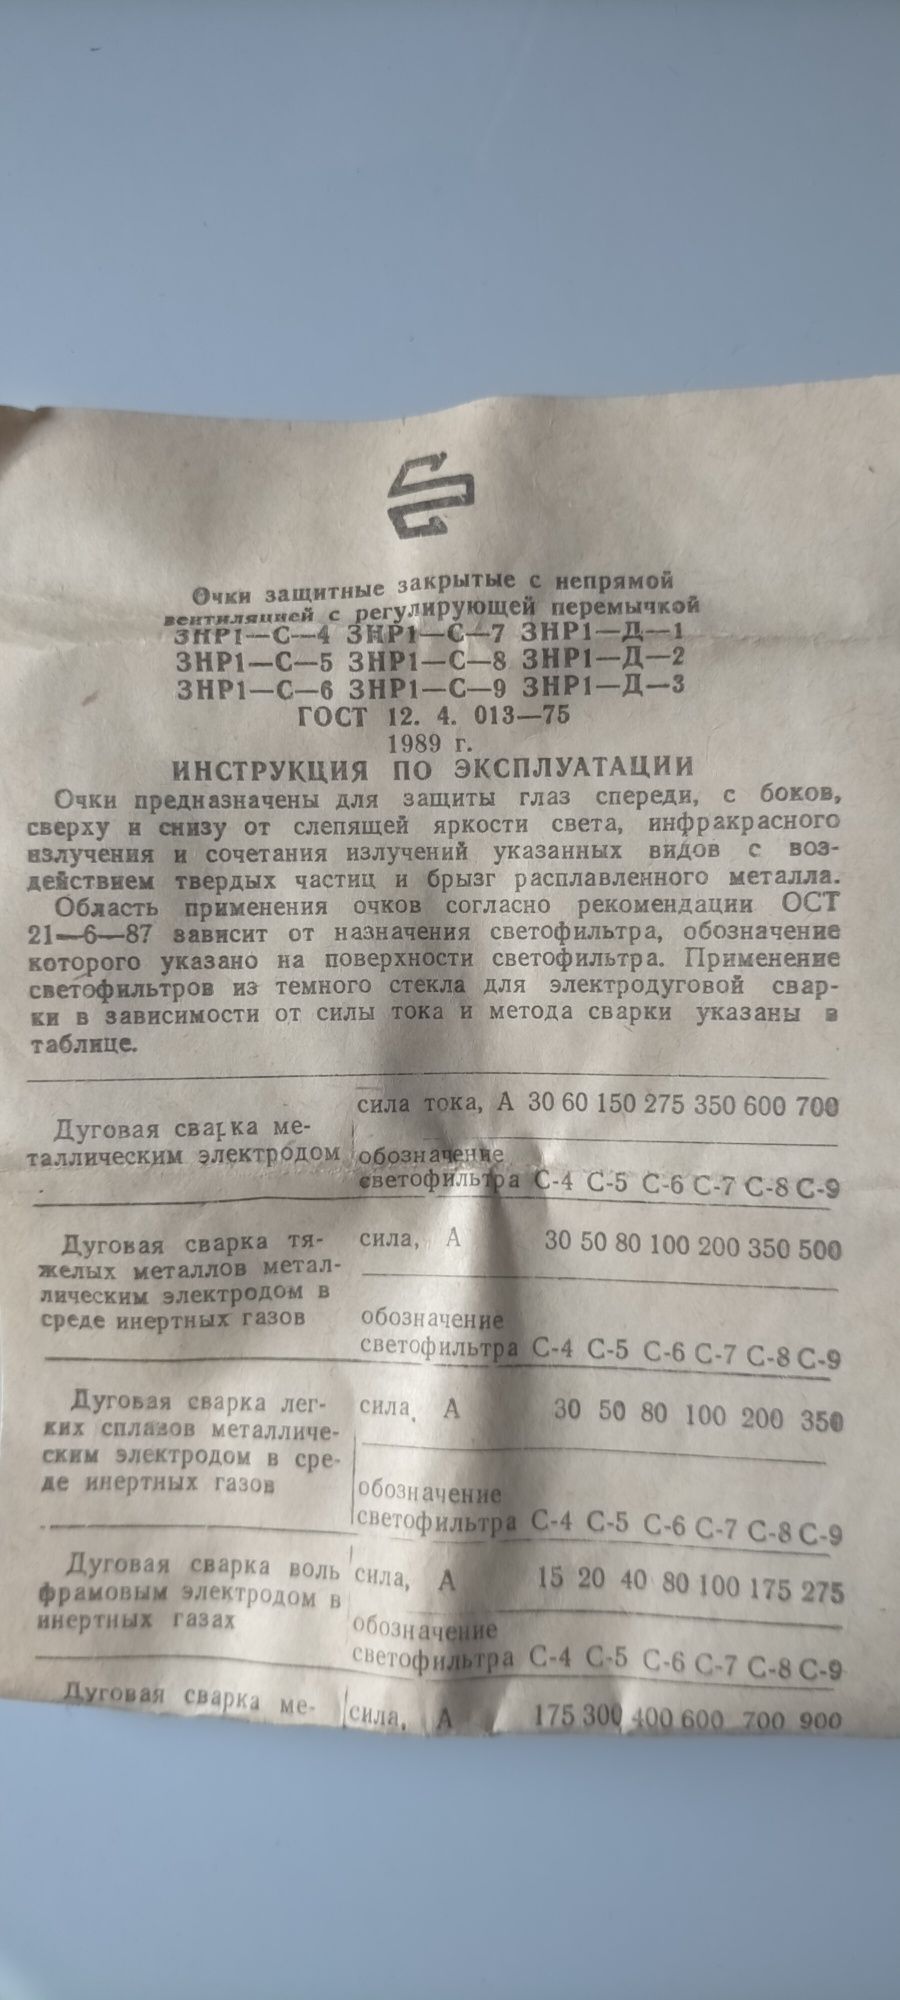 Очки защитные закрытые с непрямой
вентиляцией с регулирующей перемычкой
ЗНР1—С—4 ЗНР1—С—7 ЗНР1—Д—1
ЗНР1—С—5 ЗНР1—С—8 ЗНР1—Д—2
ЗНР1—С—6 ЗНР1—С—9 ЗНР1—Д—3
ГОСТ 12. 4. 013—75
1989 г.
ИНСТРУКЦИЯ ПО ЭКСПЛУАТАЦИИ
Очки предназначены для защиты глаз спереди, с боков,
сверху и снизу от слепящей яркости света, инфракрасного
излучения и сочетания излучений указанных видов с воз-
действием твердых частиц и брызг расплавленного металла.
Область применения очков согласно рекомендации ОСТ
21—6—87 зависит от назначения светофильтра, обозначение
которого указано на поверхности светофильтра. Применение
светофильтров из темного стекла для электродуговой свар-
ки в зависимости от силы тока и метода сварки указаны в
таблице.
сила тока, А 30 60 150 275 350 600 700
Дуговая сварка ме-
таллическим электродом
обозначение
светофильтра С-4 С-5 С-6 С-7 С-8 С-9
Дуговая сварка тя-
желых металлов метал-
лическим электродом в
среде инертных газов
сила, А 30 50 80 100 200 350 500
обозначение
светофильтра С-4 С-5 С-6 С-7 С-8 С-9
Дуговая сварка лег-
ких сплавов металличе-
ским электродом в сре-
де инертных газов
сила, А 30 50 80 100 200 350
обозначение
светофильтра С-4 С-5 С-6 С-7 С-8 С-9
Дуговая сварка воль
фрамовым электродом в
инертных газах
сила, А 15 20 40 80 100 175 275
обозначение
светофильтра С-4 С-5 С-6 С-7 С-8 С-9
Дуговая сварка ме-
сила, А 175 300 400 600 700 900